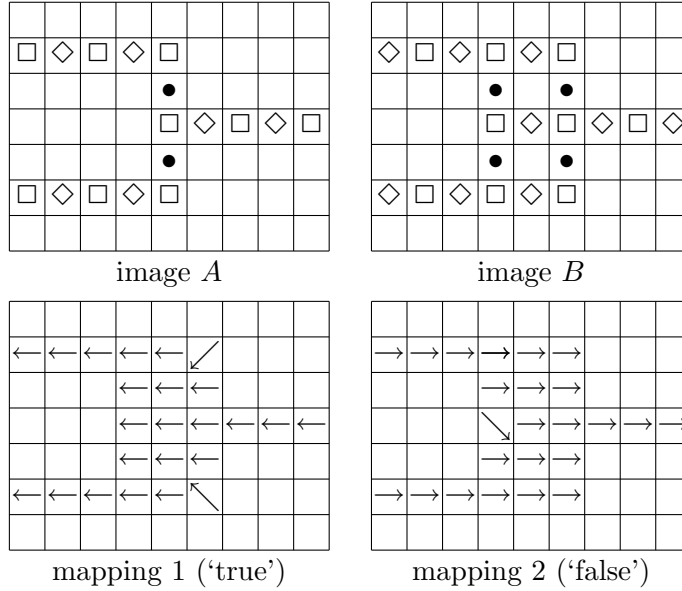 image A
image B
mapping 1 (‘true’)
mapping 2 (‘false’)